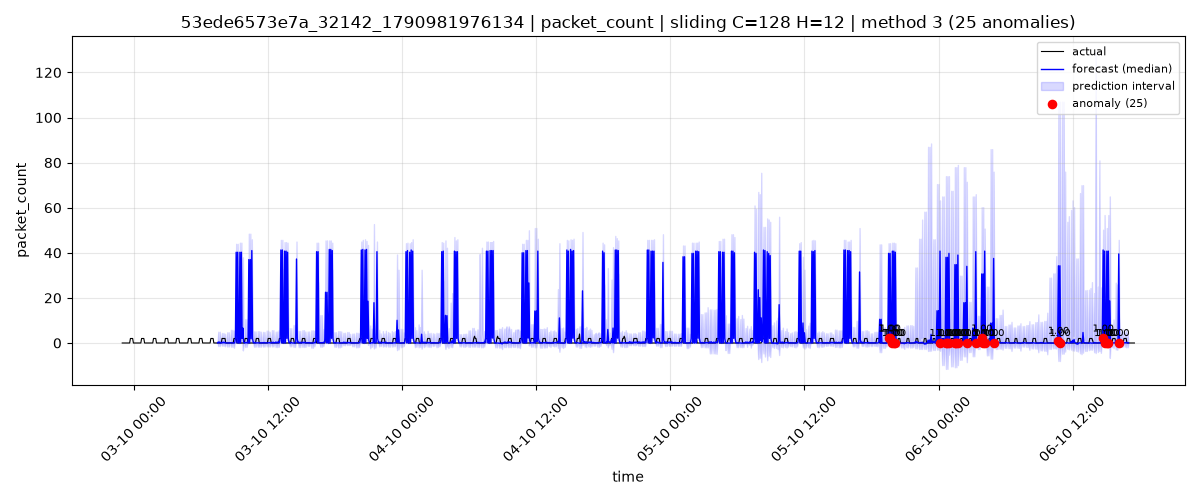 53ede6573e7a_32142_1790981976134 | packet_count | sliding C=128 H=12 | method 3 (25 anomalies)
actual
forecast (median)
prediction interval
anomaly (25)
packet_count
120
100
80
60
40
20
0
1.00
03-10 00:00
03-10 12:00
04-10 00:00
04-10 12:00
05-10 00:00
05-10 12:00
06-10 00:00
06-10 12:00
time